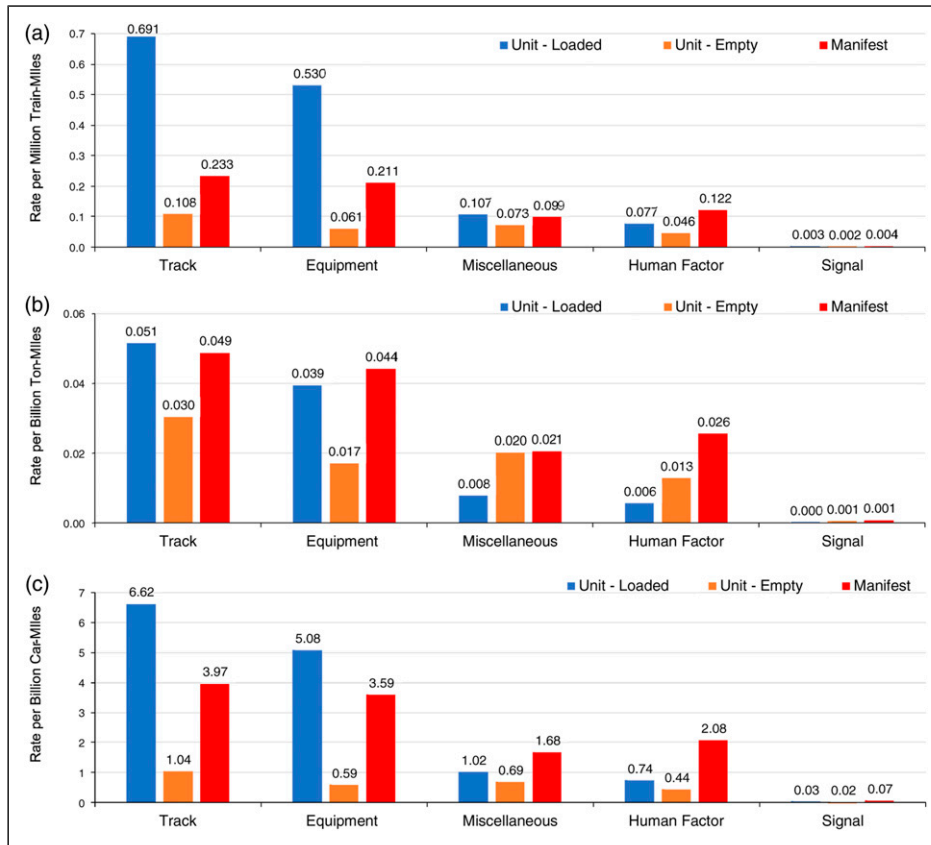 (a)
Rate per Million Train-Miles
Unit - Loaded Unit - Empty Manifest
0.7
0.6
0.5
0.4
0.3
0.2
0.1
0.0
0.691 0.108 0.233
0.530 0.061 0.211
0.107 0.073 0.099
0.077 0.046 0.122
0.003 0.002 0.004
Track Equipment Miscellaneous Human Factor Signal
(b)
Rate per Billion Ton-Miles
Unit - Loaded Unit - Empty Manifest
0.06
0.04
0.02
0.00
0.051 0.030 0.049
0.039 0.017 0.044
0.008 0.020 0.021
0.006 0.013 0.026
0.000 0.001 0.001
Track Equipment Miscellaneous Human Factor Signal
(c)
Rate per Billion Car-Miles
Unit - Loaded Unit - Empty Manifest
7
6
5
4
3
2
1
0
6.62 1.04 3.97
5.08 0.59 3.59
1.02 0.69 1.68
0.74 0.44 2.08
0.03 0.02 0.07
Track Equipment Miscellaneous Human Factor Signal